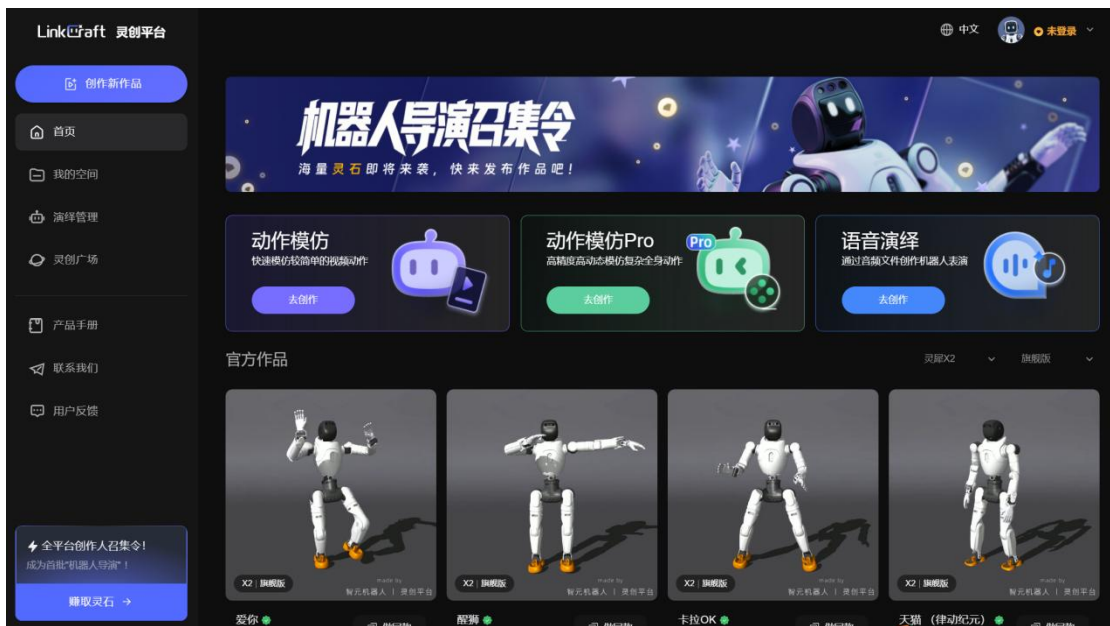 LinkCraft 灵创平台
中文
未登录
创作新作品
首页
我的空间
演绎管理
灵创广场
产品手册
联系我们
用户反馈
全平台创作人召集令!
成为首批"机器人导演"!
赚取灵石 →
机器人导演召集令
海量灵石即将来袭，快来发布作品吧!
动作模仿
快速模仿较简单的视频动作
去创作
动作模仿Pro
高精度高动态模仿复杂全身动作
去创作
Pro
语音演绎
通过音频文件创作机器人表演
去创作
官方作品
灵犀X2
旗舰版
X2 | 旗舰版
made by
智元机器人 | 灵创平台
X2 | 旗舰版
made by
智元机器人 | 灵创平台
X2 | 旗舰版
made by
智元机器人 | 灵创平台
X2 | 旗舰版
made by
智元机器人 | 灵创平台
爱你
醒狮
卡拉OK
天猫 （律动纪元）